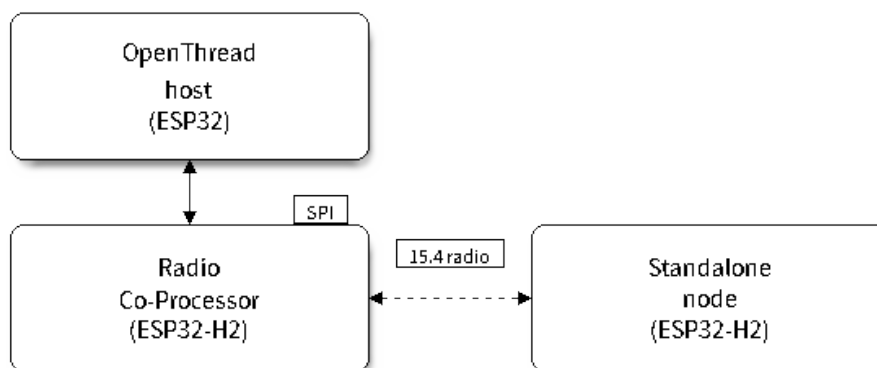 OpenThread
host
(ESP32)
SPI
Radio
Co-Processor
(ESP32-H2)
15.4 radio
Standalone
node
(ESP32-H2)